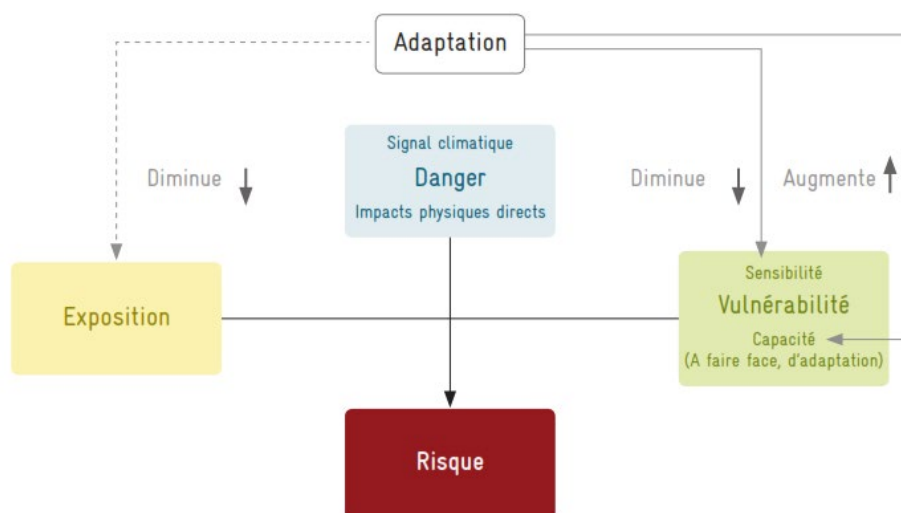 Adaptation
Signal climatique
Danger
Impacts physiques directs
Diminue
Diminue
Augmente
Exposition
Sensibilité
Vulnérabilité
Capacité
(A faire face, d'adaptation)
Risque